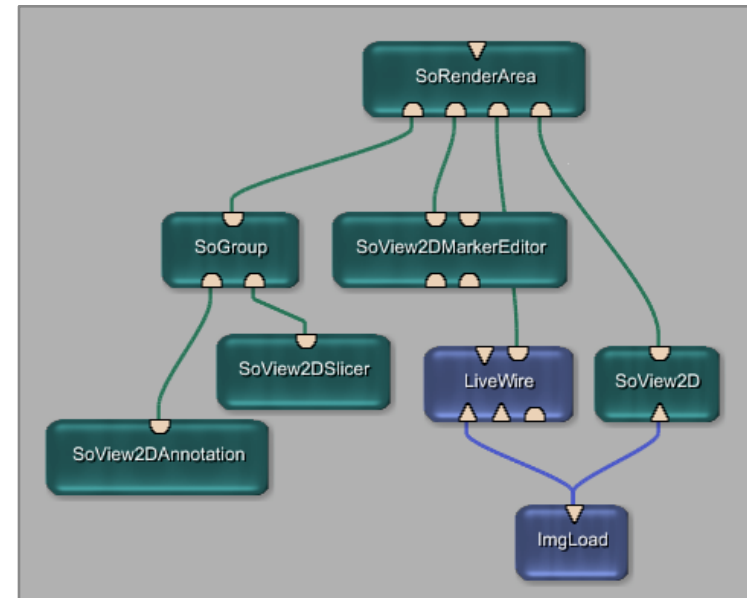 SoRenderArea
SoGroup
SoView2DMarkerEditor
SoView2DSlicer
LiveWire
SoView2D
SoView2DAnnotation
ImgLoad